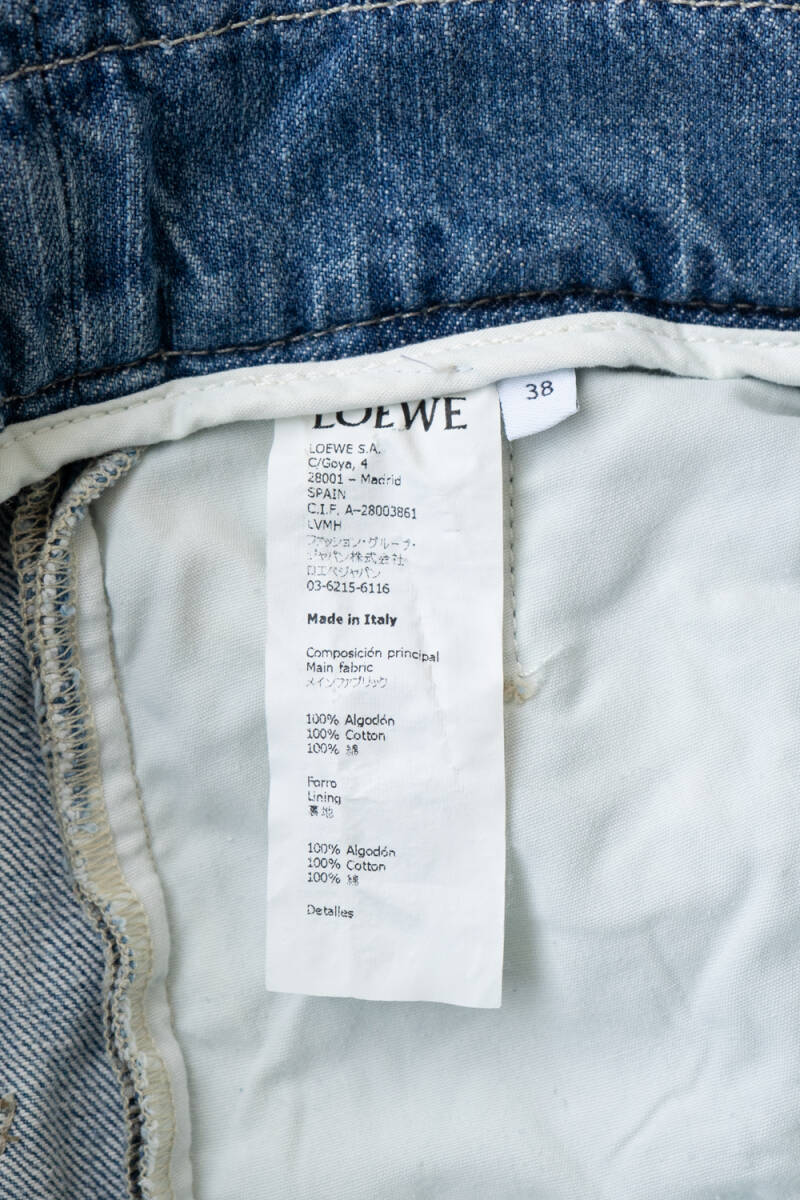 LOEWE
38
LOEWE S.A.
C/Goya, 4
28001 – Madrid
SPAIN
C.I.F. A-28003861
LVMH
ファッション・グループ・
ジャパン株式会社
ロエベジャパン
03-6215-6116
Made in Italy
Composición principal
Main fabric
メインファブリック
100% Algodón
100% Cotton
100% 綿
Forro
Lining
裏地
100% Algodón
100% Cotton
100% 綿
Detalles